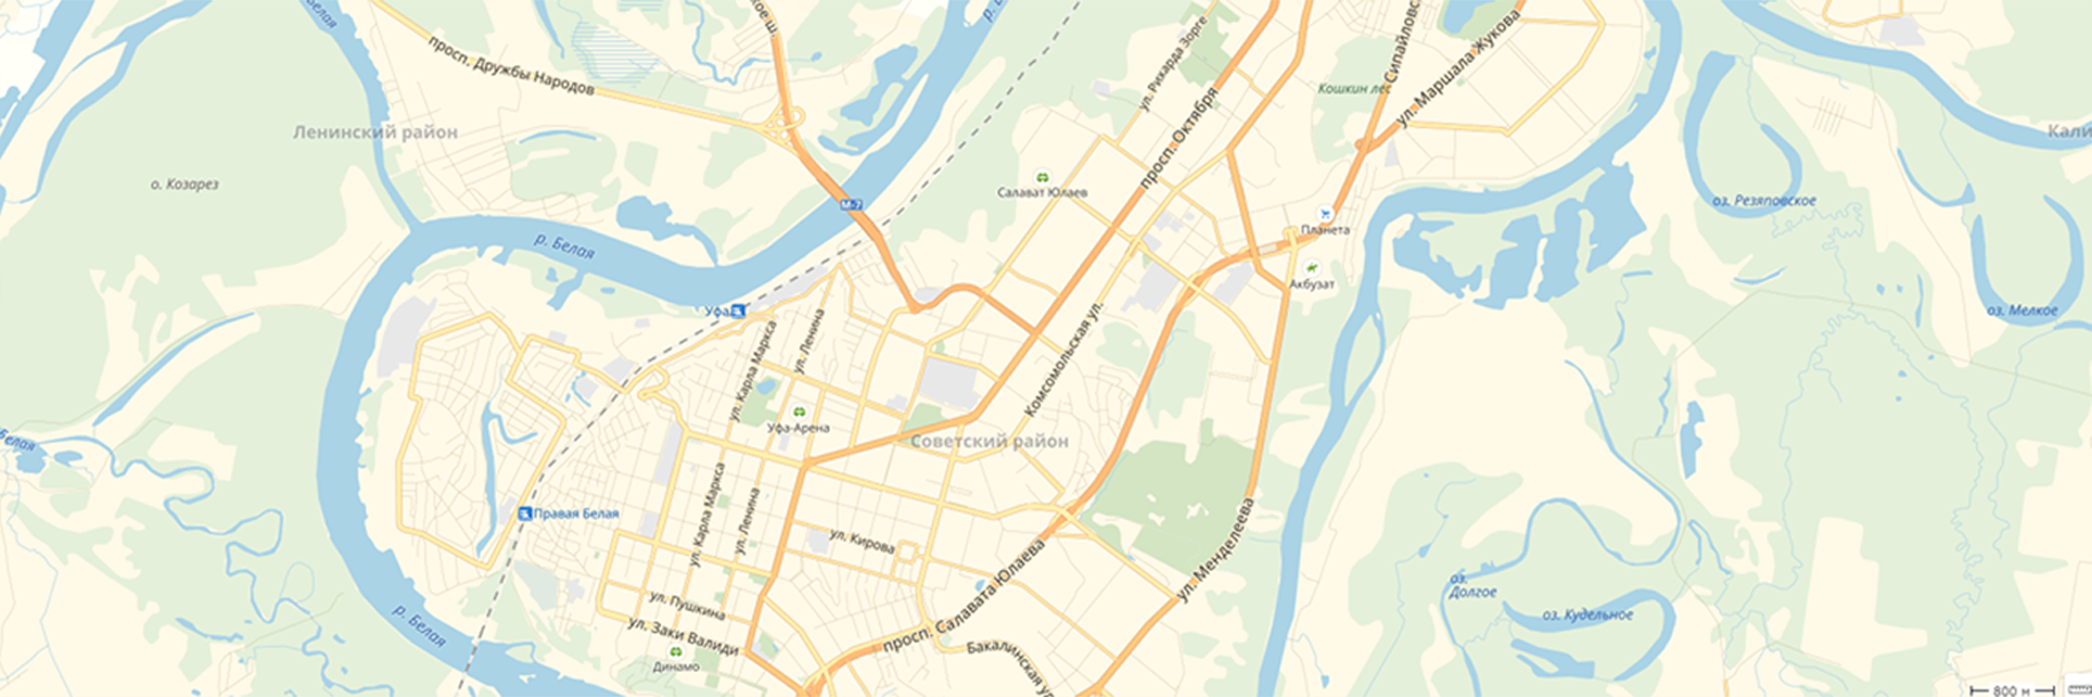 Белая
р. Б
кое ш.
просп. Дружбы Народов
ул. Рихарда Зорге
Сипайловс
ул. Маршала Жукова
Кошкин лес
просп. Октября
Ленинский район
Кали
о. Козарез
Салават Юлаев
М-7
оз. Резяповское
р. Белая
Планета
Акбузат
Уфа
оз. Мелкое
ул. Карла Маркса
ул. Ленина
Комсомольская ул.
Уфа-Арена
Белая
Советский район
ул. Карла Маркса
ул. Ленина
Правая Белая
ул. Кирова
ул. Менделеева
оз.
Долгое
оз. Кудельное
р. Белая
ул. Пушкина
ул. Заки Валиди
просп. Салавата Юлаева
Бакалинская ул
Динамо
800 м